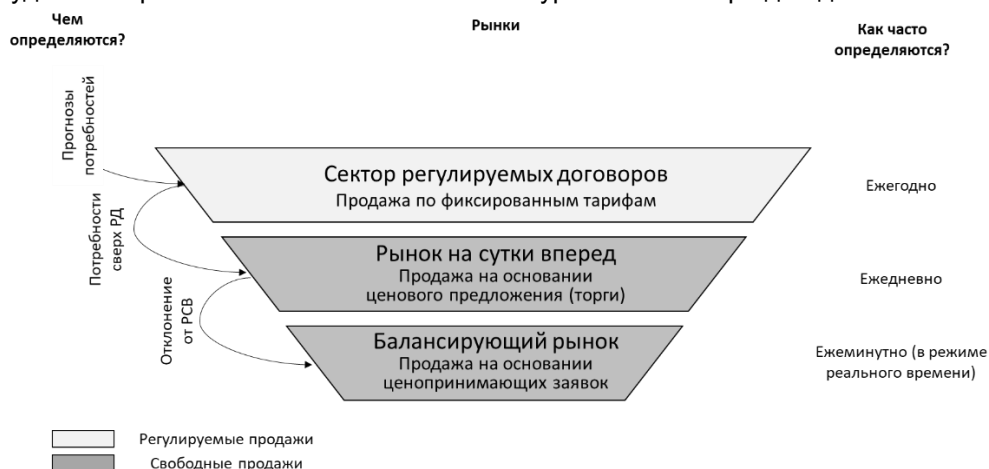 Чем
определяются?
Рынки
Как часто
определяются?
Прогнозы
потребностей
Сектор регулируемых договоров
Продажа по фиксированным тарифам
Ежегодно
Потребности
сверх РД
Рынок на сутки вперед
Продажа на основании
ценового предложения (торги)
Ежедневно
Отклонение
от РСВ
Балансирующий рынок
Продажа на основании
ценопринимающих заявок
Ежеминутно (в режиме
реального времени)
Регулируемые продажи
Свободные продажи